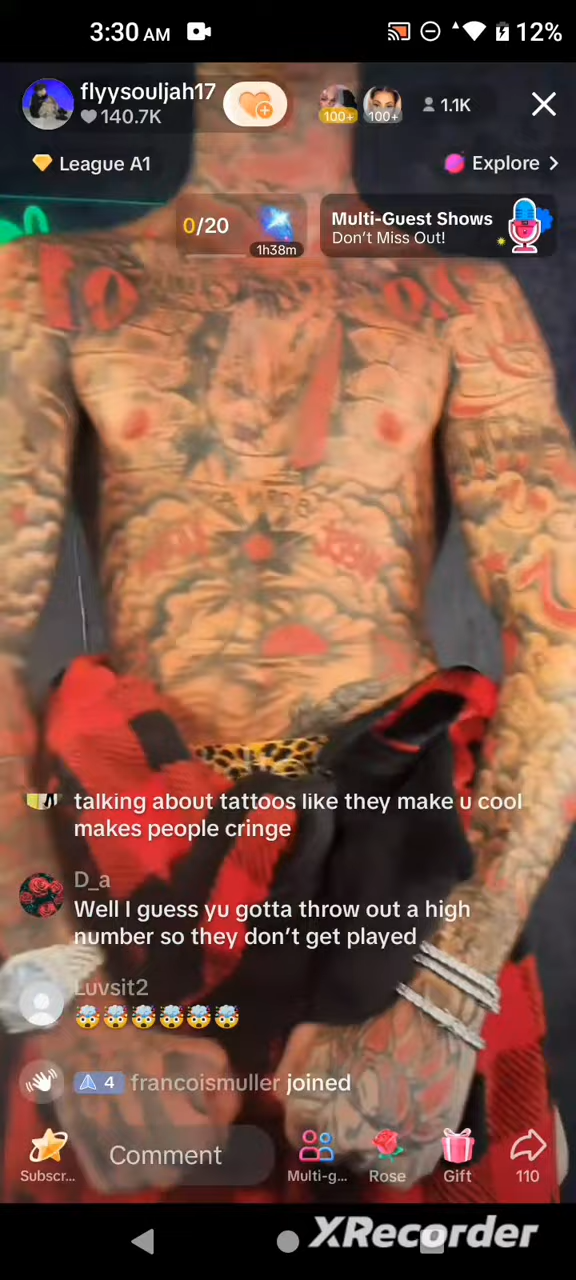 3:30 AM
12%
flyysouljah17
140.7K
100+
100+
1.1K
League A1
Explore >
0/20
1h38m
Multi-Guest Shows
Don't Miss Out!
talking about tattoos like they make u cool
makes people cringe
D_a
Well I guess yu gotta throw out a high
number so they don't get played
Luvsit2
4 francoismuller joined
Subscr...
Comment
Multi-g...
Rose
Gift
110
XRecorder